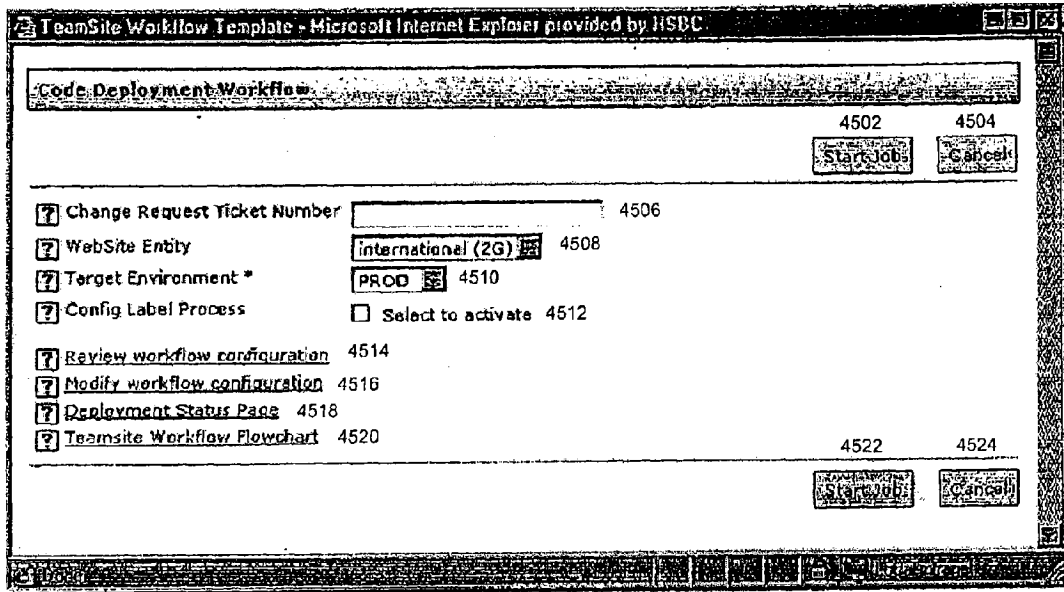 TeamSite Workflow Template - Microsoft Internet Explorer provided by HSBC
Code Deployment Workflow
4502 4504
Start Job Cancel
? Change Request Ticket Number 4506
? WebSite Entity international (2G) 4508
? Target Environment * PROD 4510
? Config Label Process Select to activate 4512
? Review workflow configuration 4514
? Modify workflow configuration 4516
? Deployment Status Page 4518
? Teamsite Workflow Flowchart 4520
4522 4524
Start Job Cancel